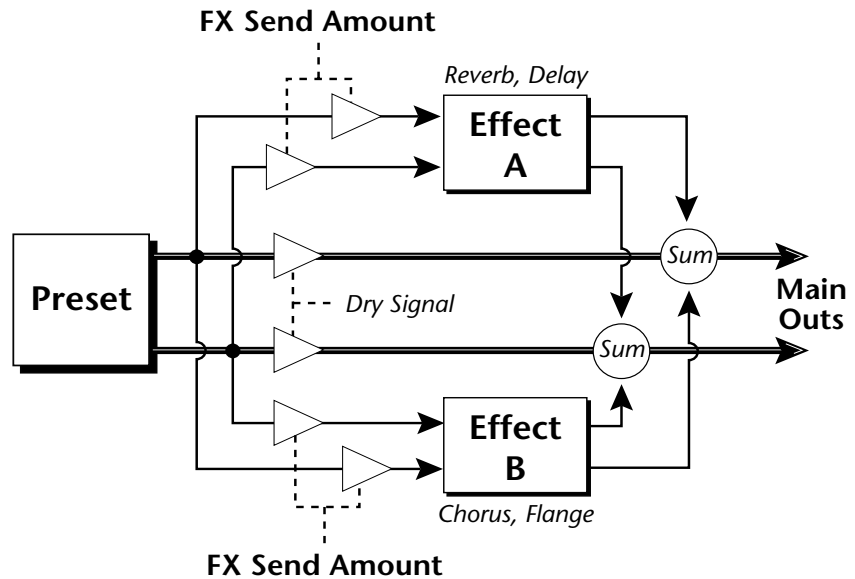 FX Send Amount
Reverb, Delay
Effect
A
Preset
Sum
Dry Signal
Main
Outs
Sum
Effect
B
Chorus, Flange
FX Send Amount